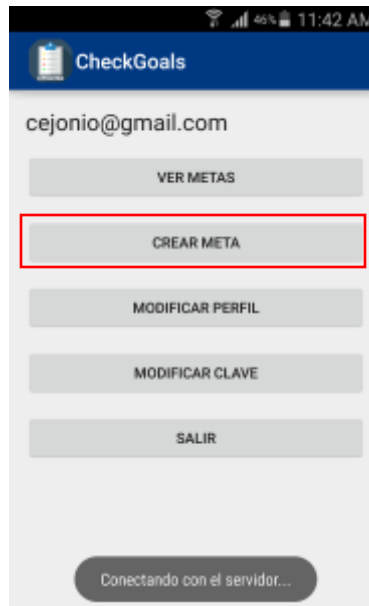 46% 11:42 AM
CheckGoals
cejonio@gmail.com
VER METAS
CREAR META
MODIFICAR PERFIL
MODIFICAR CLAVE
SALIR
Conectando con el servidor...